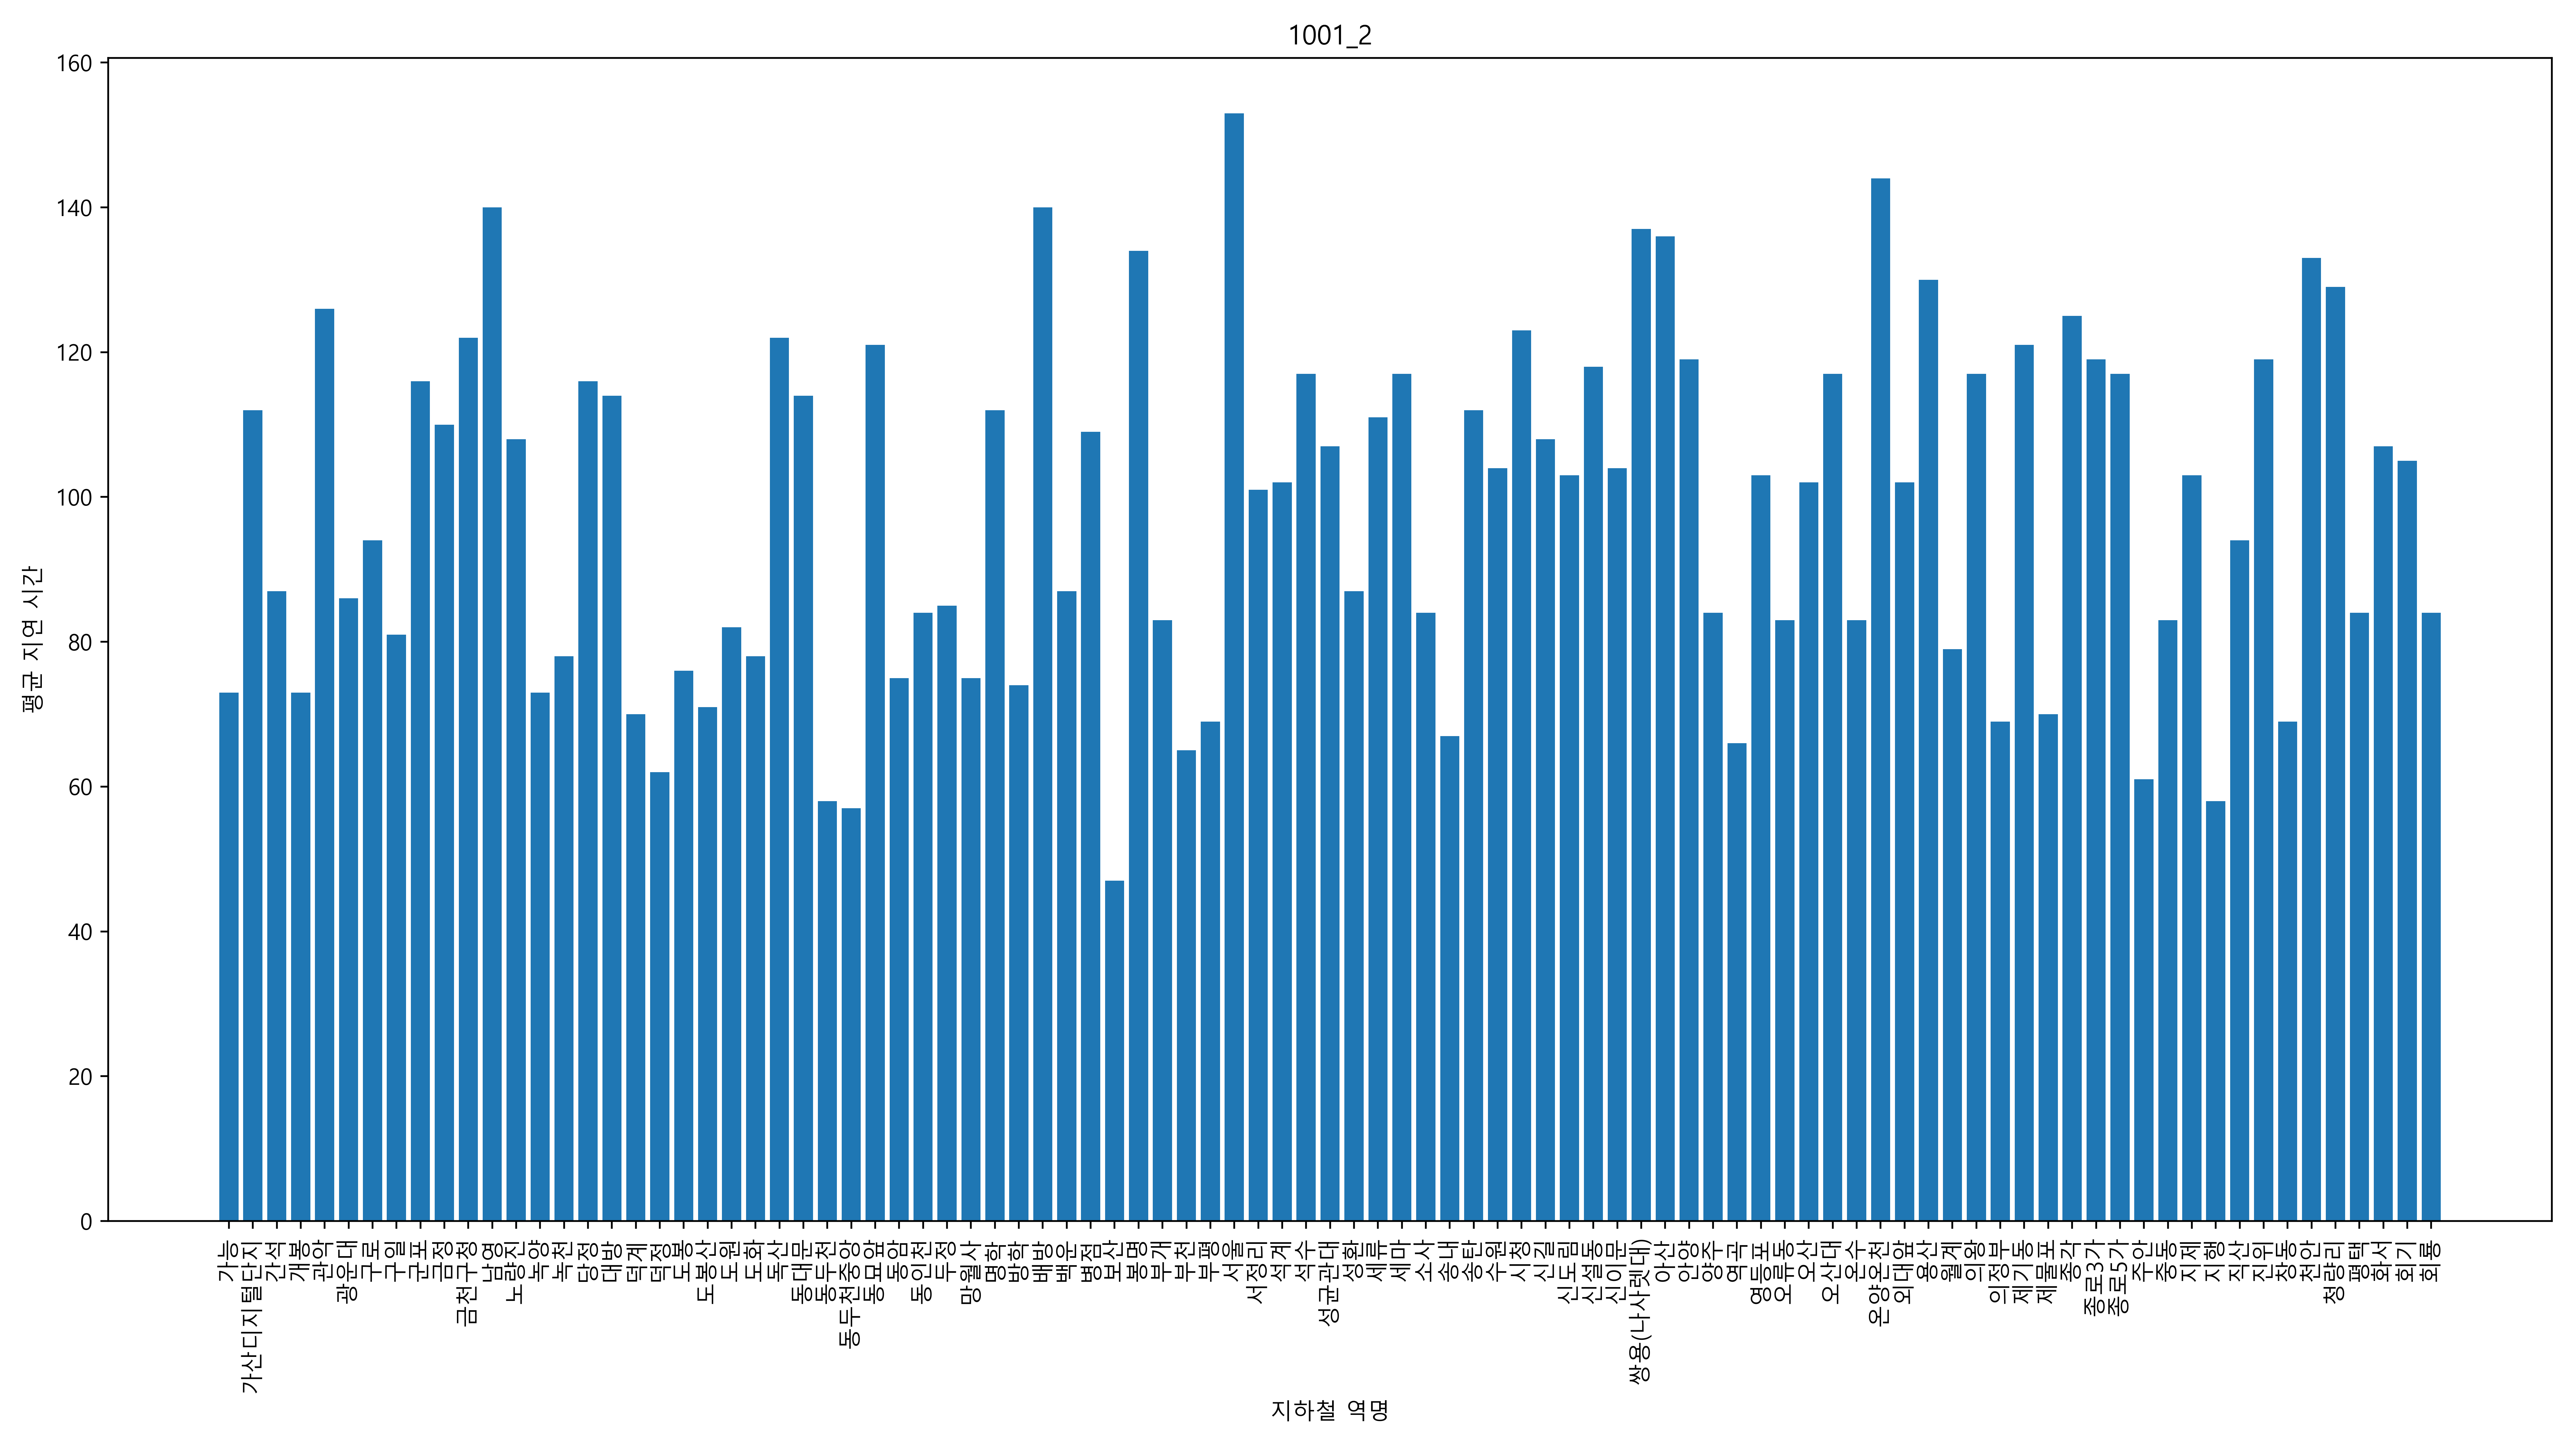 1001_2
160
140
120
100
80
60
40
20
0
평균 지연 시간
가능
가산디지털단지
간석
개봉
관악
광운대
구로
구일
군포
금정
금천구청
남영
노량진
녹양
녹천
당정
대방
덕계
덕정
도봉
도봉산
도원
도화
독산
동대문
동두천
동두천중앙
동묘앞
동암
동인천
두정
망월사
명학
방학
배방
백운
병점
보산
봉명
부개
부천
부평
서울
서정리
석계
석수
성균관대
성환
세류
세마
소사
송내
송탄
수원
시청
신길
신도림
신설동
신이문
쌍용(나사렛대)
아산
안양
양주
역곡
영등포
오류동
오산
오산대
온수
온양온천
외대앞
용산
월계
의왕
의정부
제기동
제물포
종각
종로3가
종로5가
주안
중동
지제
지행
직산
진위
창동
천안
청량리
평택
화서
회기
회룡
지하철 역명